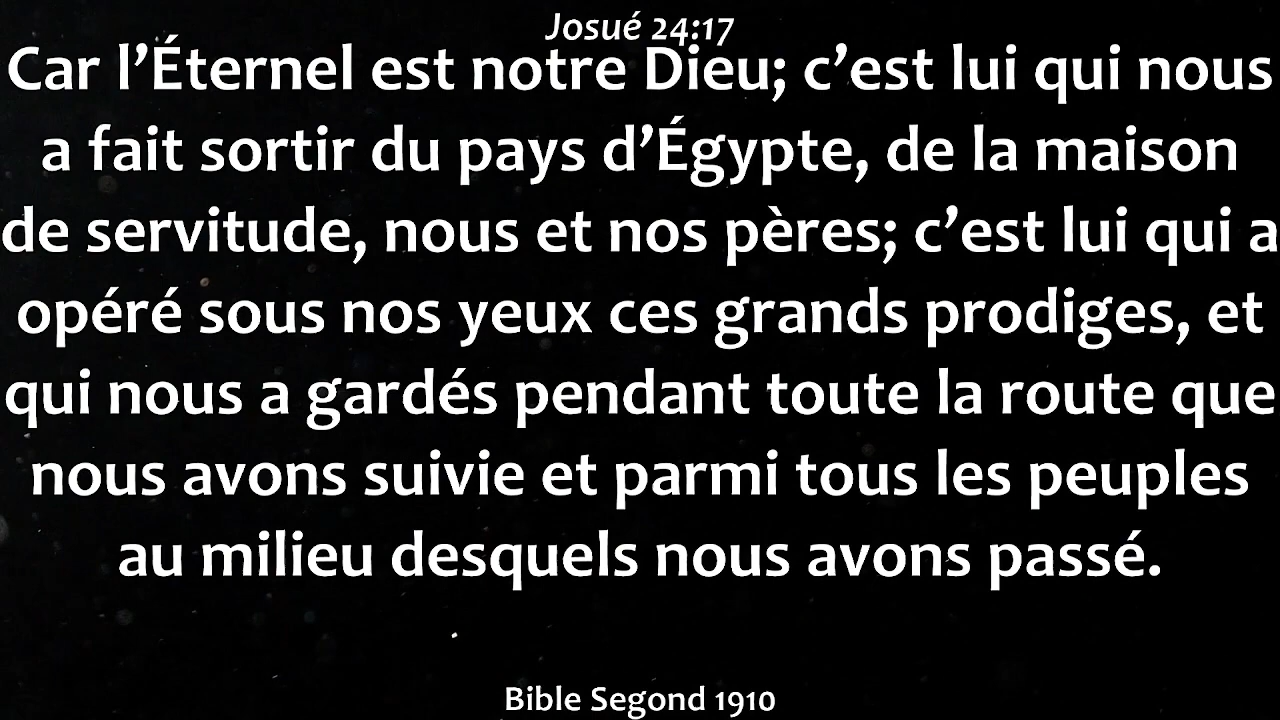 Josué 24:17
Car l’Éternel est notre Dieu; c’est lui qui nous
a fait sortir du pays d’Égypte, de la maison
de servitude, nous et nos pères; c’est lui qui a
opéré sous nos yeux ces grands prodiges, et
qui nous a gardés pendant toute la route que
nous avons suivie et parmi tous les peuples
au milieu desquels nous avons passé.
Bible Segond 1910